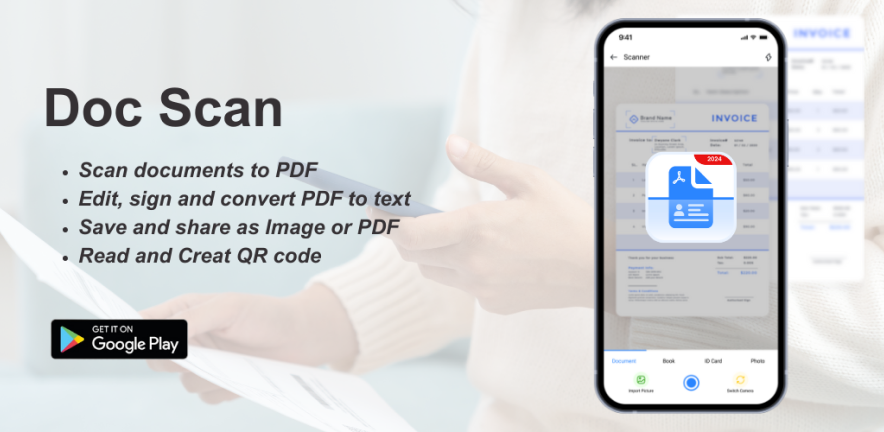 Doc Scan
Scan documents to PDF
Edit, sign and convert PDF to text
Save and share as Image or PDF
Read and Creat QR code
GET IT ON
Google Play
9:41
Scanner
Brand Name
INVOICE
2024
Document
Book
ID Card
Photo
Import Picture
Switch Camera
INVOICE